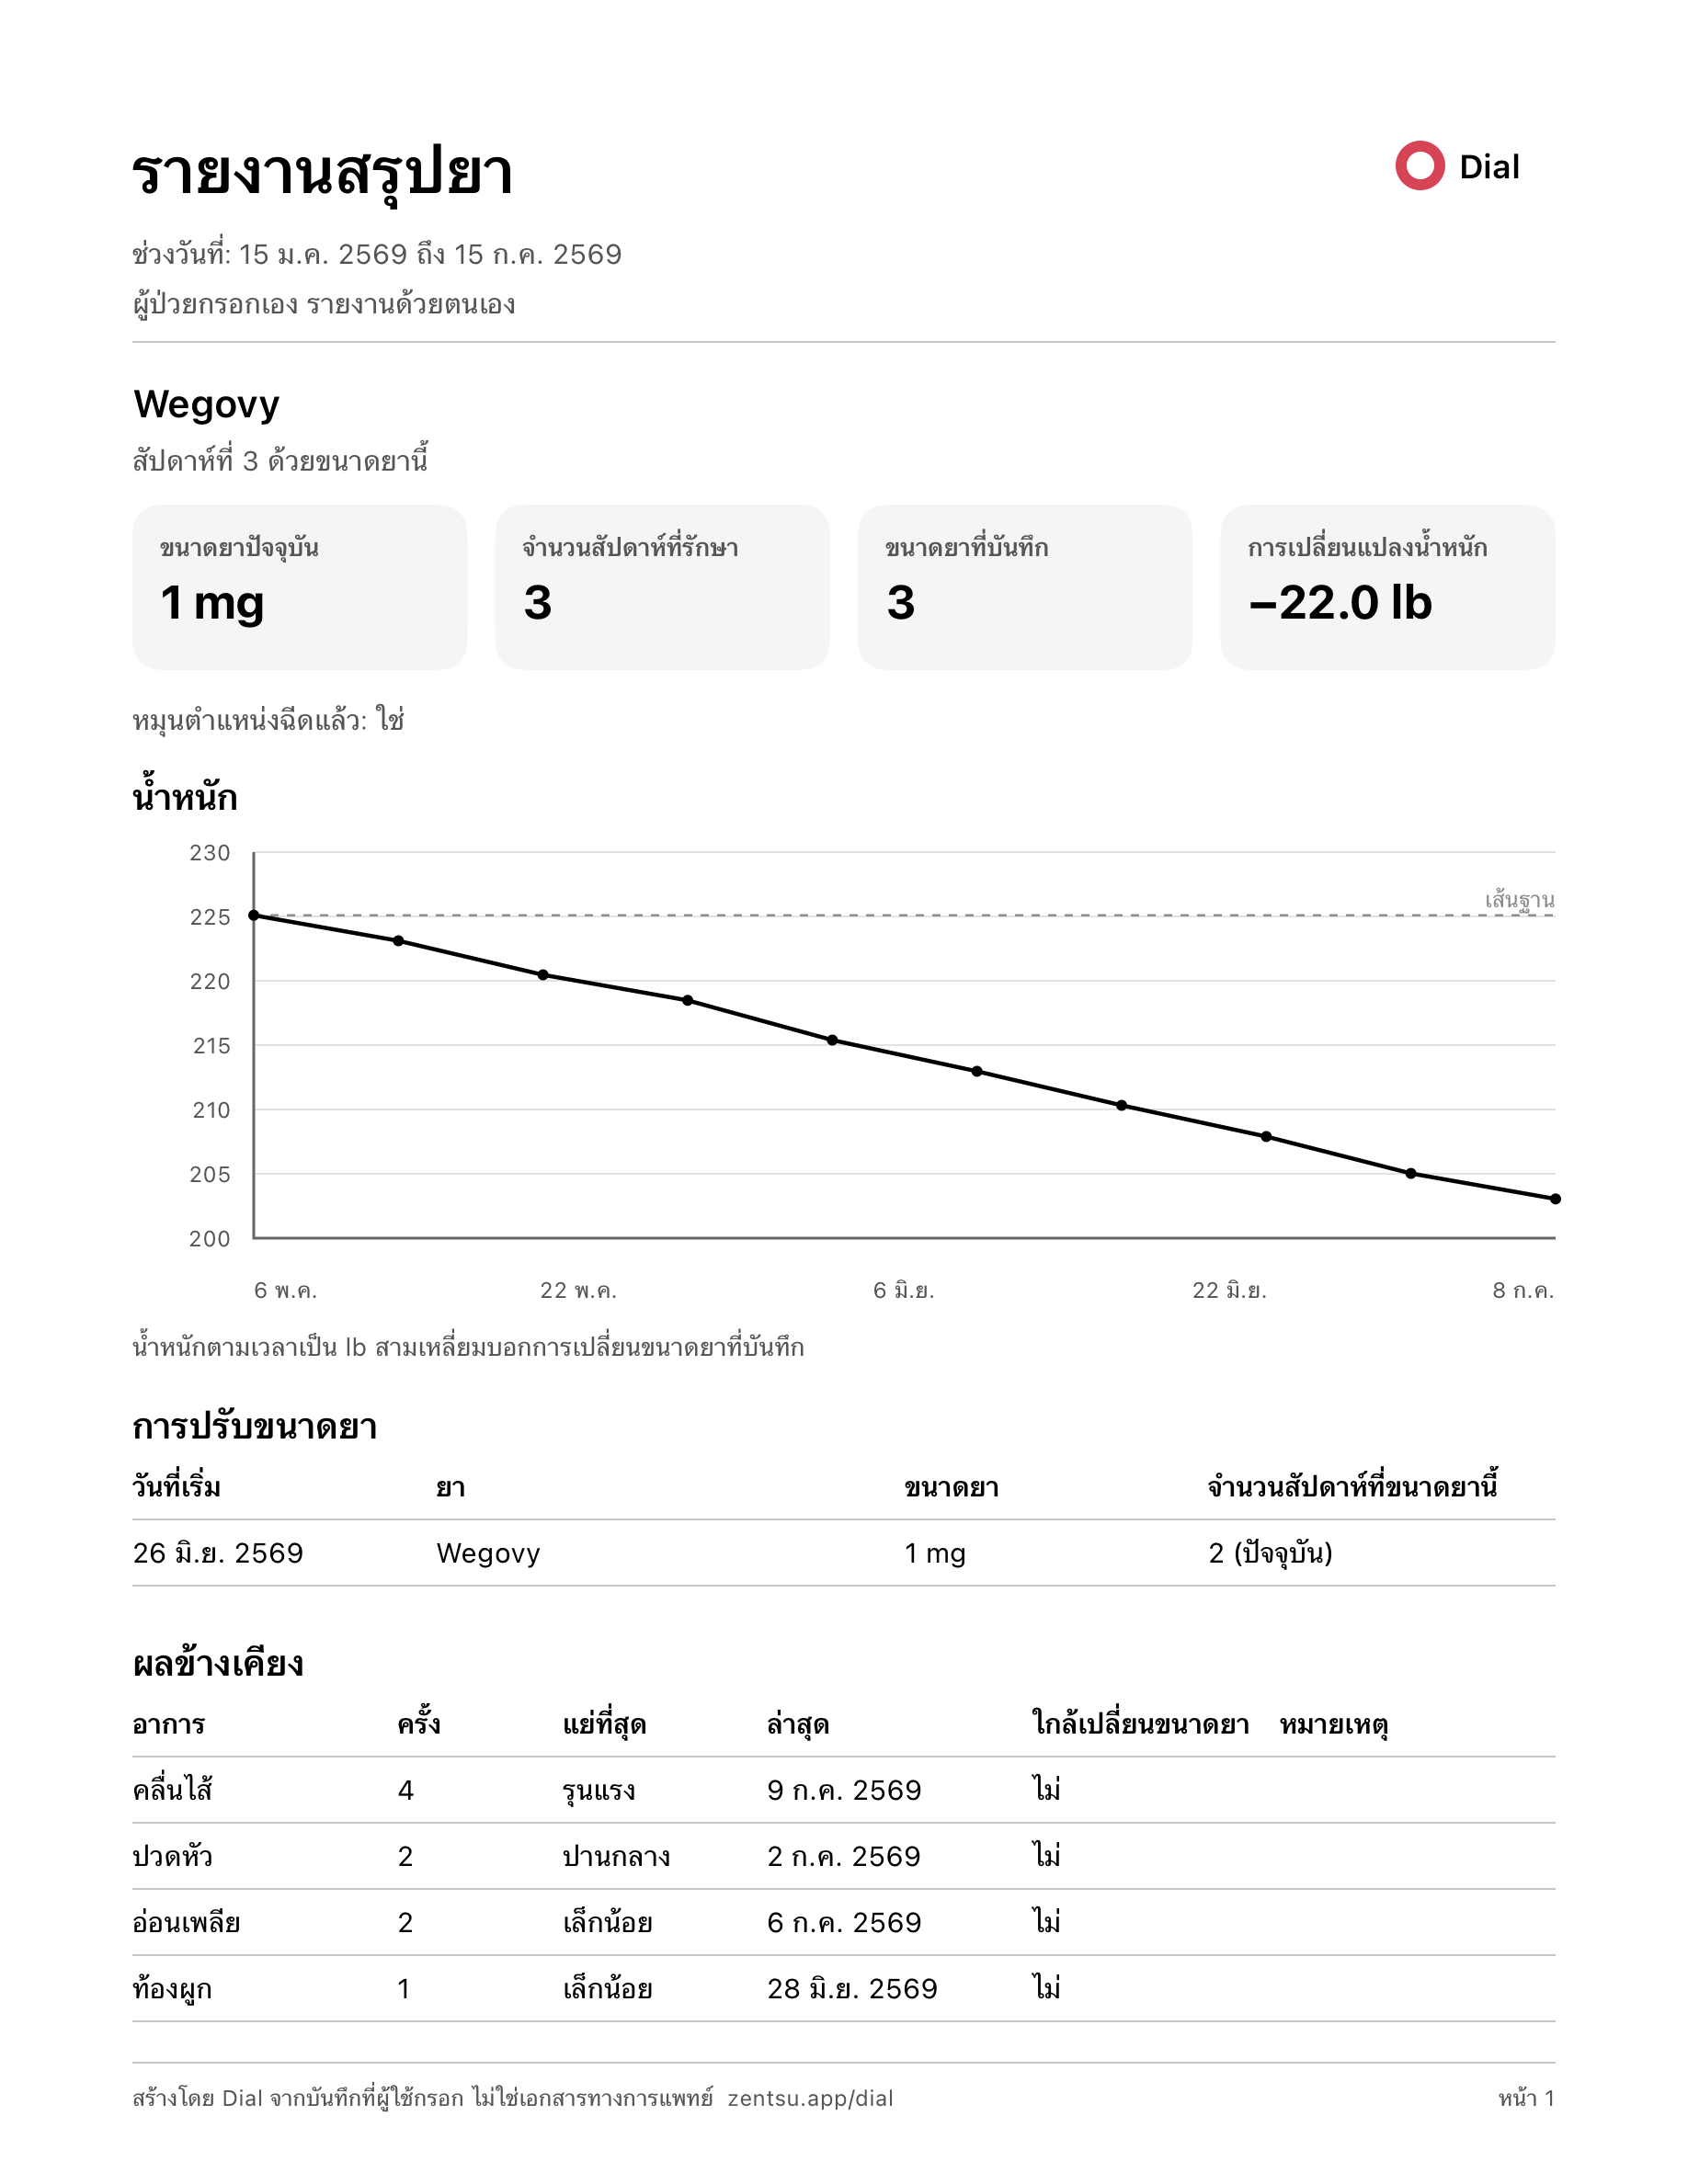 รายงานสรุปยา
Dial
ช่วงวันที่: 15 ม.ค. 2569 ถึง 15 ก.ค. 2569
ผู้ป่วยกรอกเอง รายงานด้วยตนเอง
Wegovy
สัปดาห์ที่ 3 ด้วยขนาดยานี้
ขนาดยาปัจจุบัน
1 mg
จำนวนสัปดาห์ที่รักษา
3
ขนาดยาที่บันทึก
3
การเปลี่ยนแปลงน้ำหนัก
−22.0 lb
หมุนตำแหน่งฉีดแล้ว: ใช่
น้ำหนัก
230
225
220
215
210
205
200
เส้นฐาน
6 พ.ค. 22 พ.ค. 6 มิ.ย. 22 มิ.ย. 8 ก.ค.
น้ำหนักตามเวลาเป็น lb สามเหลี่ยมบอกการเปลี่ยนขนาดยาที่บันทึก
การปรับขนาดยา
วันที่เริ่ม ยา ขนาดยา จำนวนสัปดาห์ที่ขนาดยานี้
26 มิ.ย. 2569 Wegovy 1 mg 2 (ปัจจุบัน)
ผลข้างเคียง
อาการ ครั้ง แย่ที่สุด ล่าสุด ใกล้เปลี่ยนขนาดยา หมายเหตุ
คลื่นไส้ 4 รุนแรง 9 ก.ค. 2569 ไม่
ปวดหัว 2 ปานกลาง 2 ก.ค. 2569 ไม่
อ่อนเพลีย 2 เล็กน้อย 6 ก.ค. 2569 ไม่
ท้องผูก 1 เล็กน้อย 28 มิ.ย. 2569 ไม่
สร้างโดย Dial จากบันทึกที่ผู้ใช้กรอก ไม่ใช่เอกสารทางการแพทย์ zentsu.app/dial หน้า 1